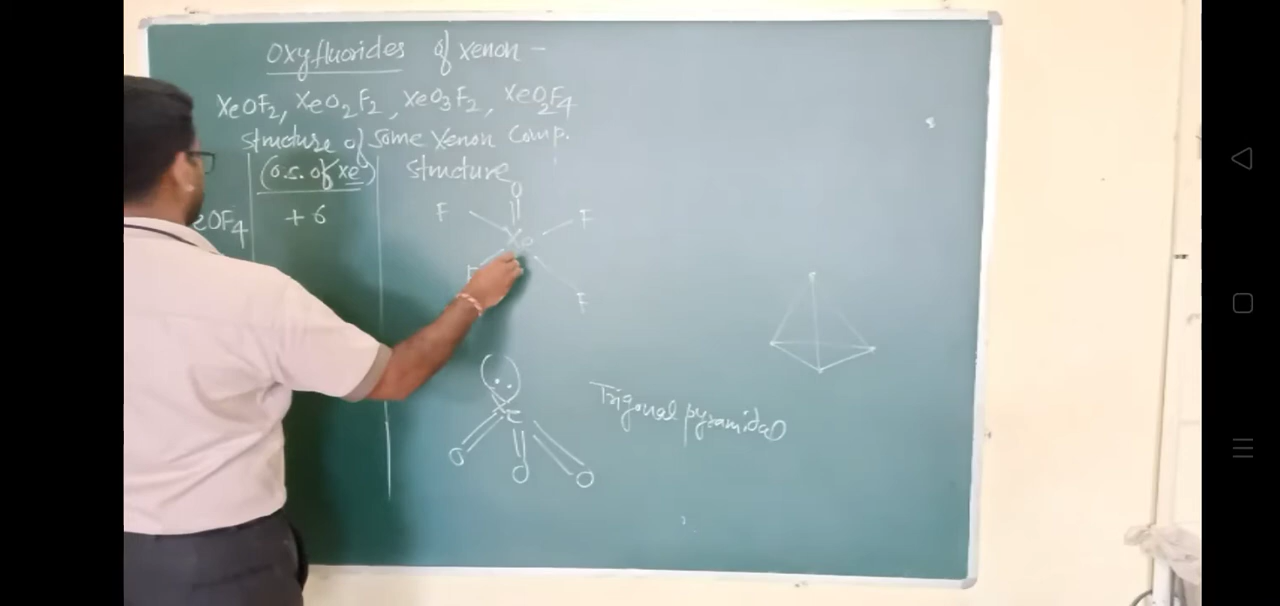 Oxyfluorides of Xenon -
XeOF2, XeO2F2, XeO3F2, XeO2F4
structure of some Xenon comp.
(o.s. of xe) structure
eOF4 + 6
O
F F
Xe
F F
Xe
O O O
Trigonal pyramidal